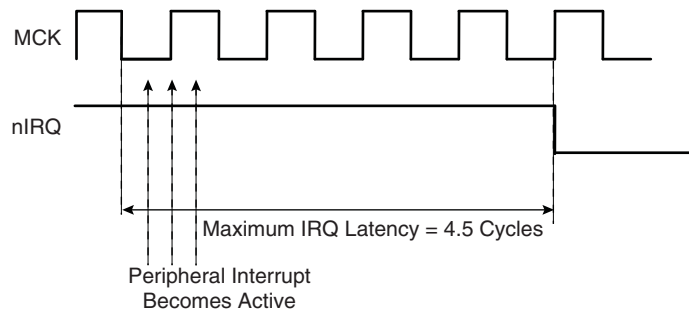 MCK
nIRQ
Maximum IRQ Latency = 4.5 Cycles
Peripheral Interrupt
Becomes Active